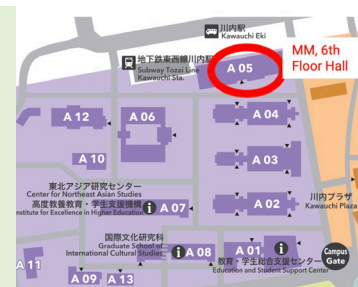 川内駅
Kawauchi Eki
地下鉄東西線川内駅
Subway Tozai Line
Kawauchi Sta.
A 05
MM, 6th
Floor Hall
A 12
A 06
A 04
A 10
A 03
東北アジア研究センター
Center for Northeast Asian Studies
高度教養教育・学生支援機構
nstitute for Excellence in Higher Education
A 07
A 02
川内プラザ
Kawauchi Plaza
国際文化研究科
Graduate School of
International Cultural Studies
A 08
A 01
教育・学生総合支援センター
Education and Student Support Center
Campus
Gate
A 11
A 09
A 13